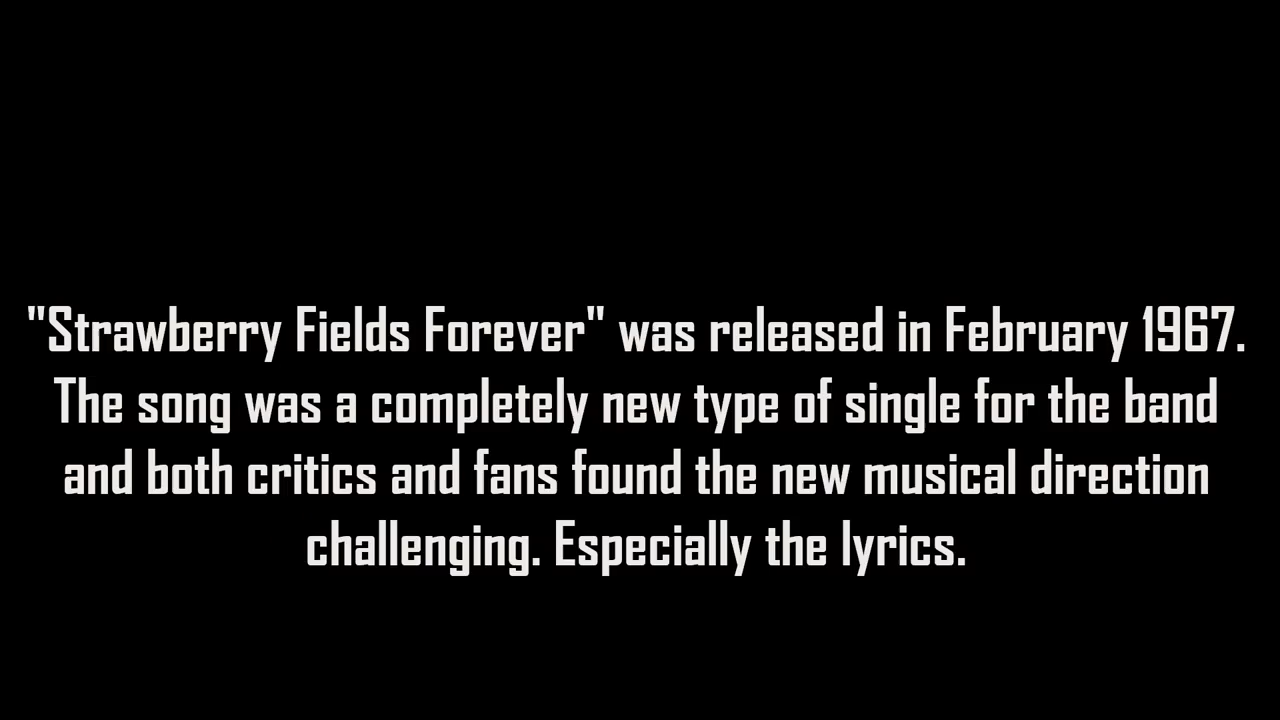 "Strawberry Fields Forever" was released in February 1967.
The song was a completely new type of single for the band
and both critics and fans found the new musical direction
challenging. Especially the lyrics.